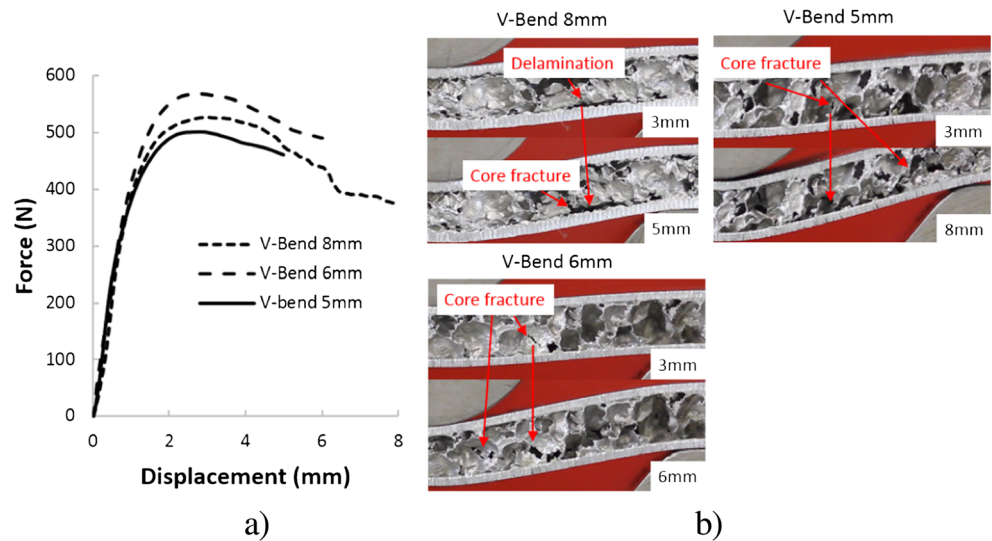 a)
V-Bend 8mm
V-Bend 5mm
600
500
400
300
200
100
0
Force (N)
0
2
4
6
8
Displacement (mm)
V-Bend 8mm
V-Bend 6mm
V-bend 5mm
Delamination
3mm
Core fracture
5mm
Core fracture
3mm
8mm
V-Bend 6mm
Core fracture
3mm
6mm
a)
b)